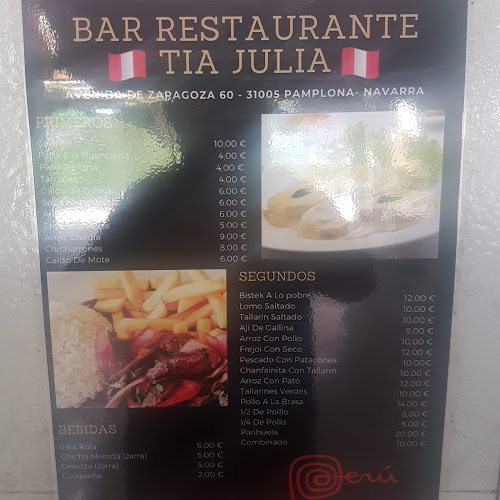 BAR RESTAURANTE
TIA JULIA
AVENIDA DE ZARAGOZA 60 - 31005 PAMPLONA- NAVARRA
PRIMEROS
10,00 €
Papa a la Huancaina 4,00 €
Papa Rellena 4,00 €
Tamales 4,00 €
Caldo de Gallina 6,00 €
6,00 €
6,00 €
5,00 €
Arroz Chaufa 9,00 €
Chicharrones 8,00 €
Caldo De Mote 6,00 €
SEGUNDOS
Bistek A Lo pobre 12,00 €
Lomo Saltado 10,00 €
Tallarin Saltado 10,00 €
Aji De Gallina 8,00 €
Arroz Con Pollo 10,00 €
Frejol Con Seco 12,00 €
Pescado Con Patacones 10,00€
Chanfainita Con Tallarin 10,00 €
Arroz Con Pato 12,00 €
Tallarines Verdes 10,00 €
Pollo A La Brasa 14,00 €
1/2 De Polllo 8,00 €
1/4 De Pollo 5,00 €
Parihuela 20,00 €
Combinado 10,00 €
BEBIDAS
Inka Kola 6,00 €
Chicha Morada (Jarra) 5,00 €
Cerveza (Jarra) 5,00 €
Cusqueña 2,00 €
Perú